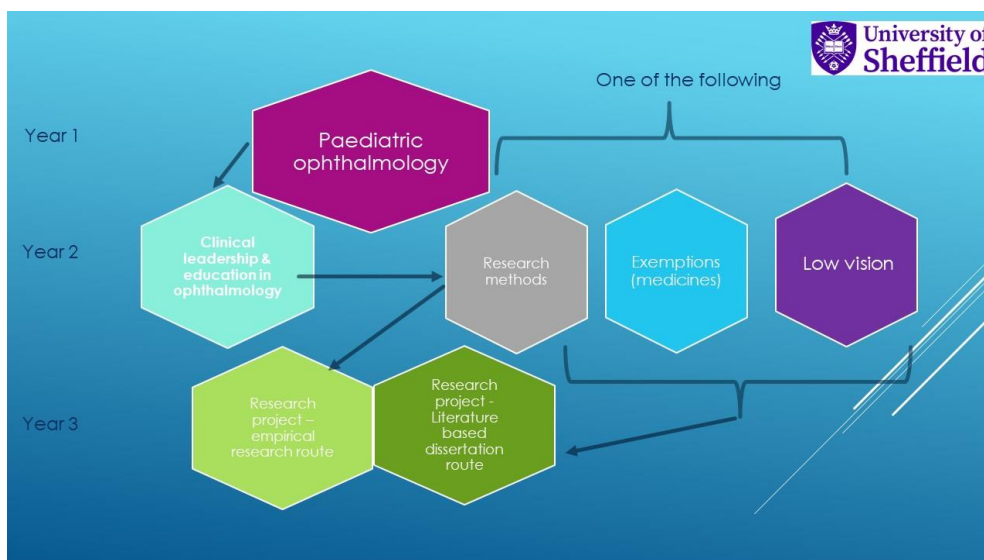 University of
Sheffield
One of the following
Year 1
Paediatric
ophthalmology
Year 2
Clinical
leadership &
education in
ophthalmology
Research
methods
Exemptions
(medicines)
Low vision
Year 3
Research
project –
empirical
research route
Research
project -
Literature
based
dissertation
route